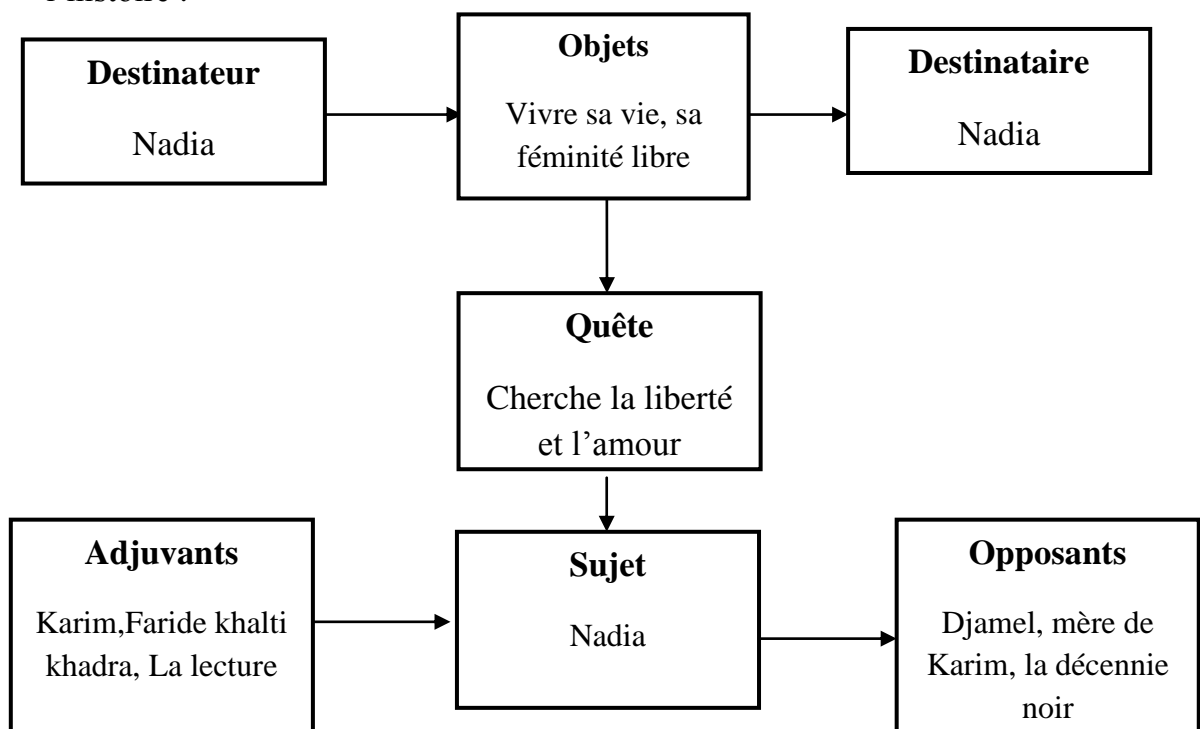 Destinateur
Nadia
Objets
Vivre sa vie, sa
féminité libre
Destinataire
Nadia
Quête
Cherche la liberté
et l’amour
Adjuvants
Karim,Faride khalti
khadra, La lecture
Sujet
Nadia
Opposants
Djamel, mère de
Karim, la décennie
noir